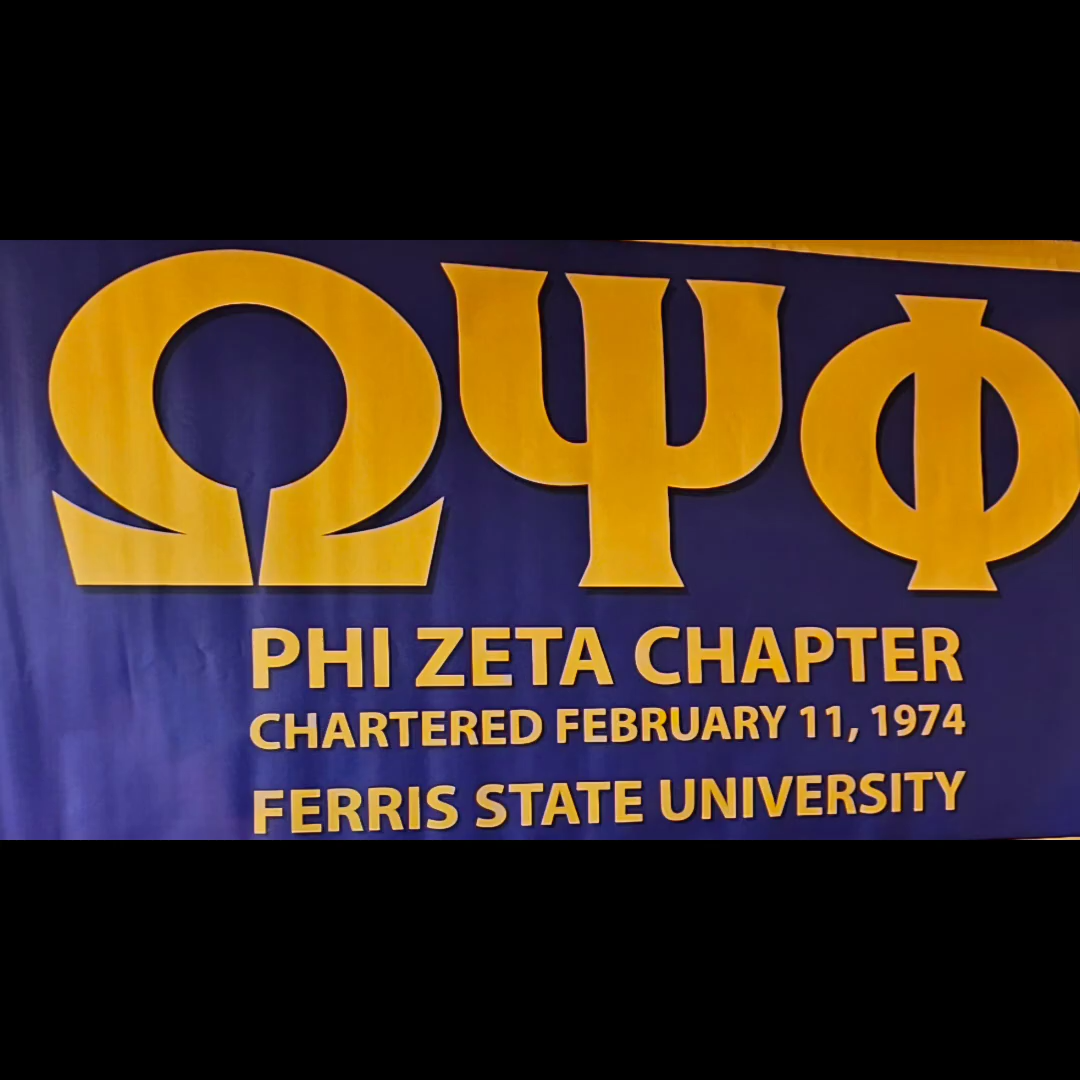 ΩΨΦ
PHI ZETA CHAPTER
CHARTERED FEBRUARY 11, 1974
FERRIS STATE UNIVERSITY